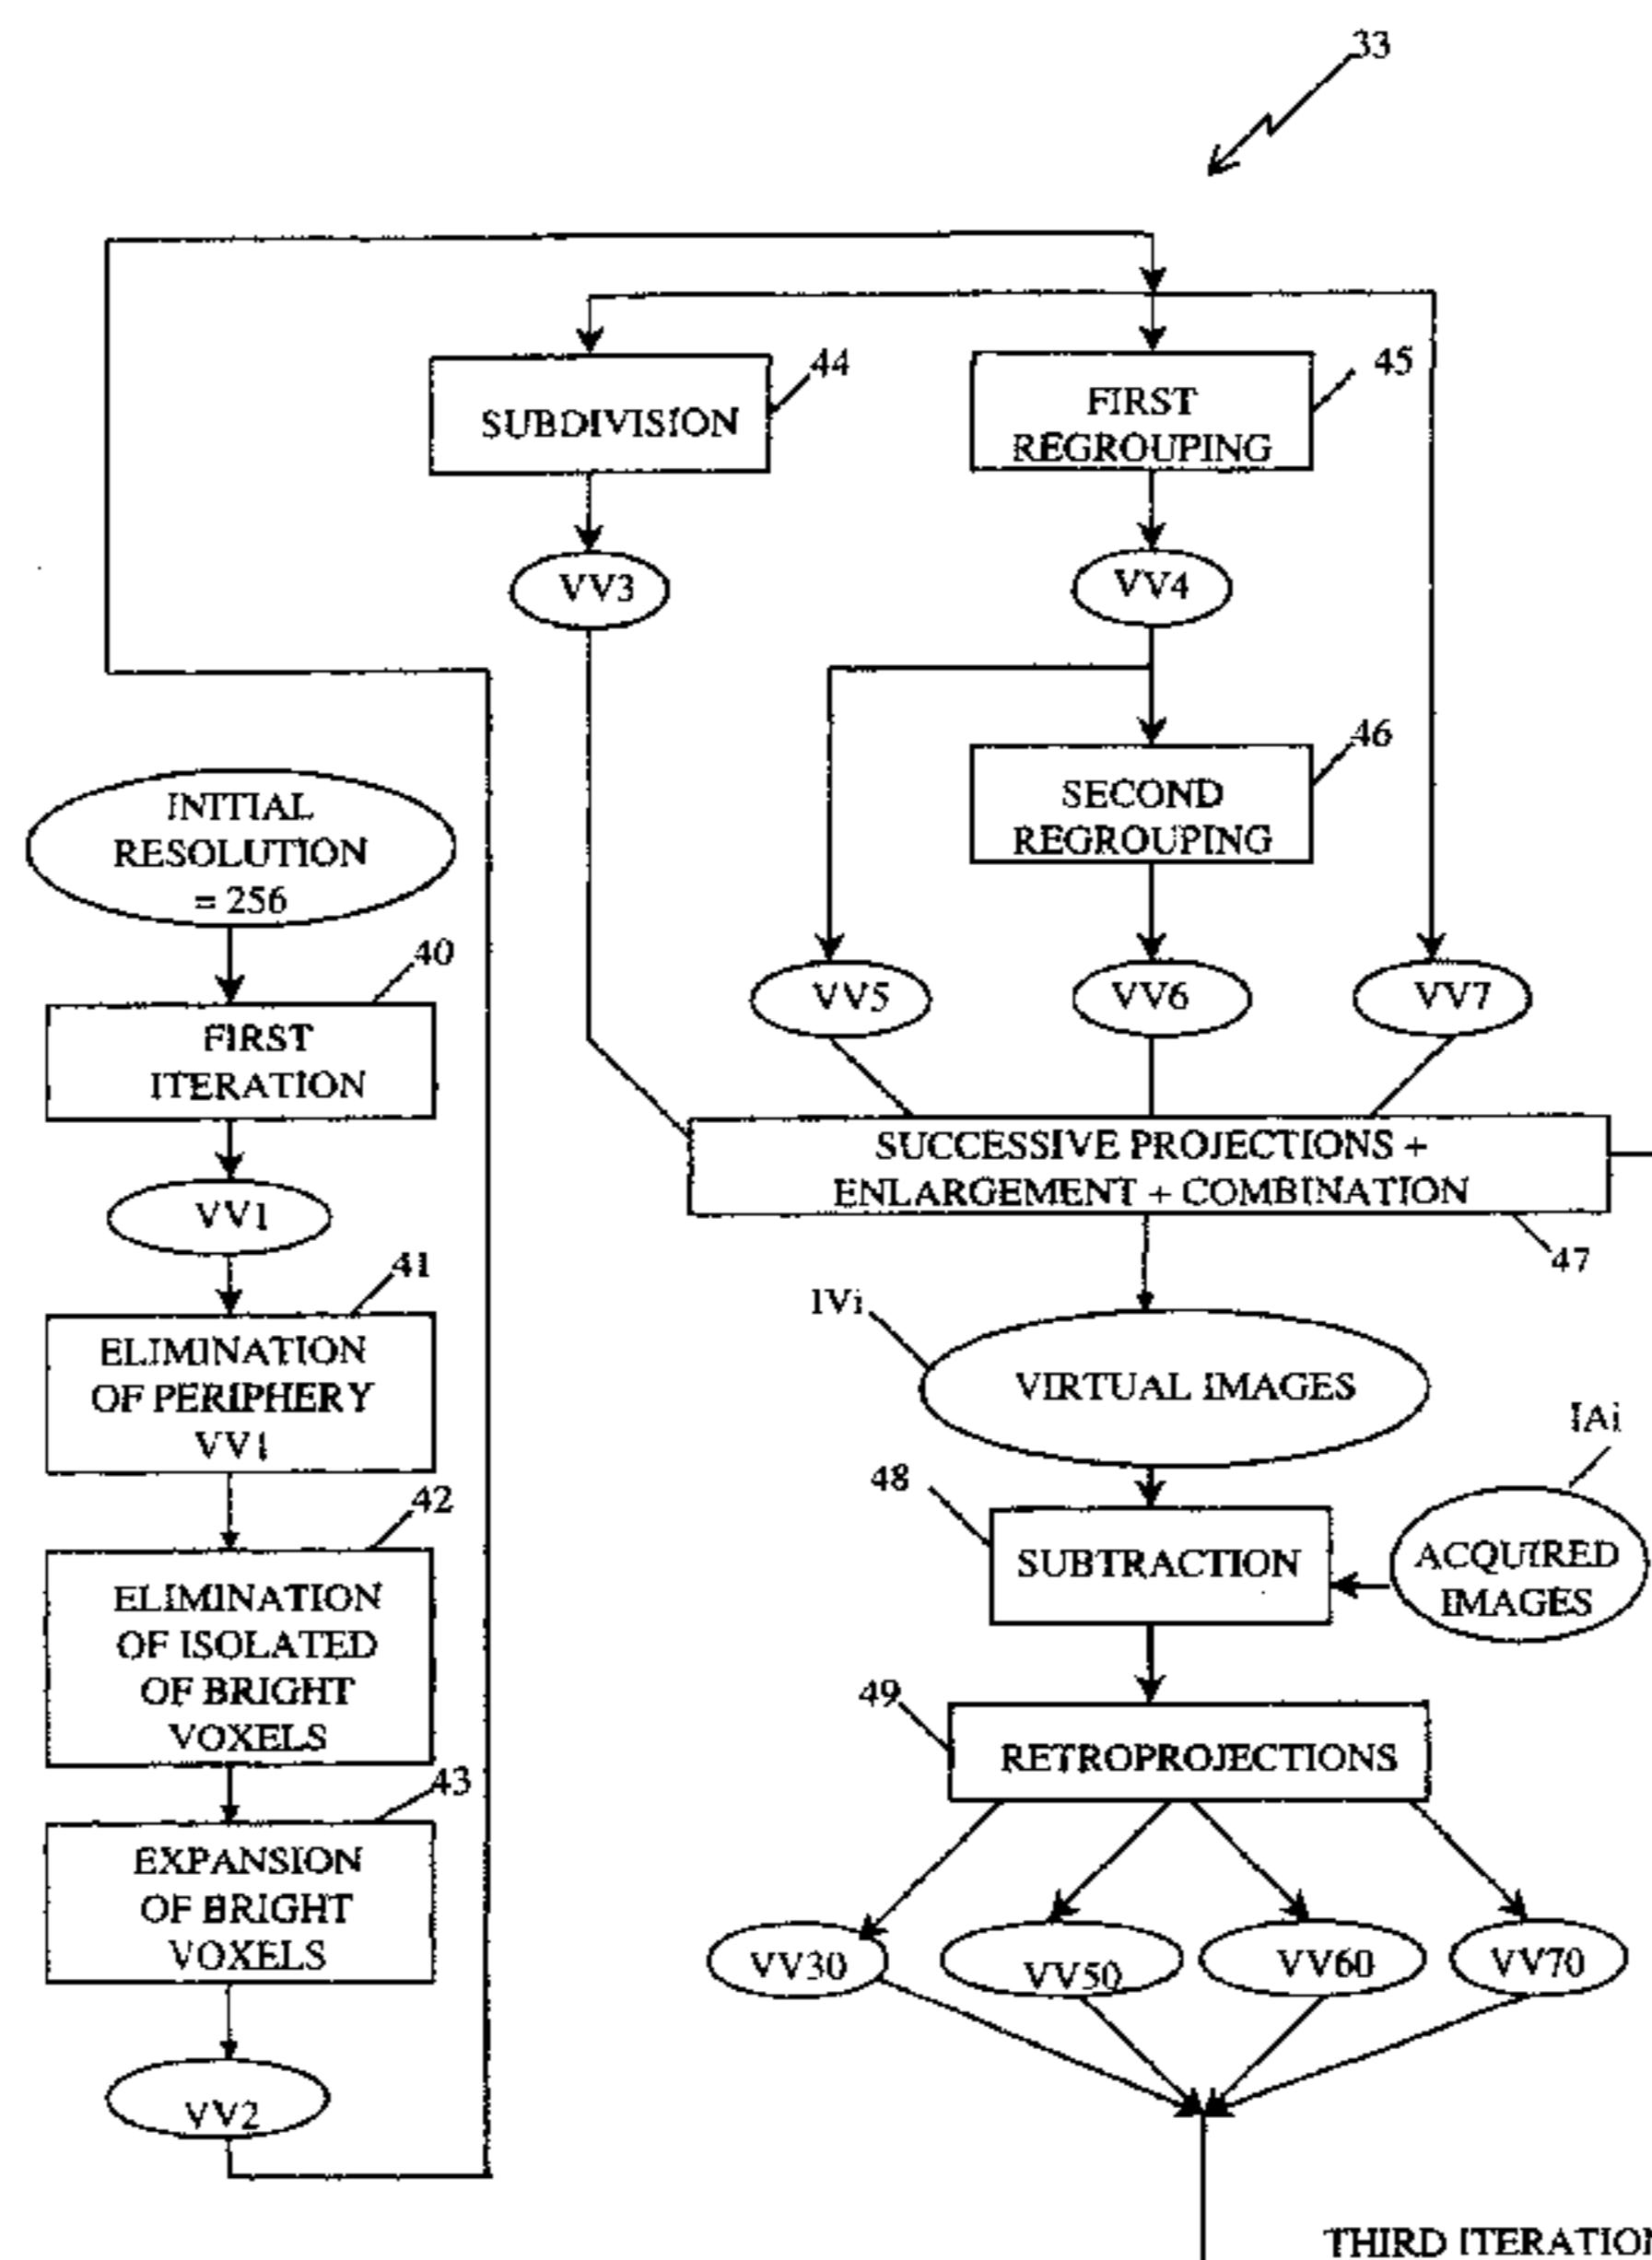 33
44
SUBDIVISION
45
FIRST
REGROUPING
VV3
VV4
46
SECOND
REGROUPING
INITIAL
RESOLUTION
= 256
40
FIRST
ITERATION
VV5
VV6
VV7
SUCCESSIVE PROJECTIONS +
ENLARGEMENT + COMBINATION
47
VV1
41
ELIMINATION
OF PERIPHERY
VV1
IVi
VIRTUAL IMAGES
IAi
ACQUIRED
IMAGES
42
ELIMINATION
OF ISOLATED
OF BRIGHT
VOXELS
48
SUBTRACTION
49
RETROPROJECTIONS
43
EXPANSION
OF BRIGHT
VOXELS
VV30
VV50
VV60
VV70
VV2
THIRD ITERATION